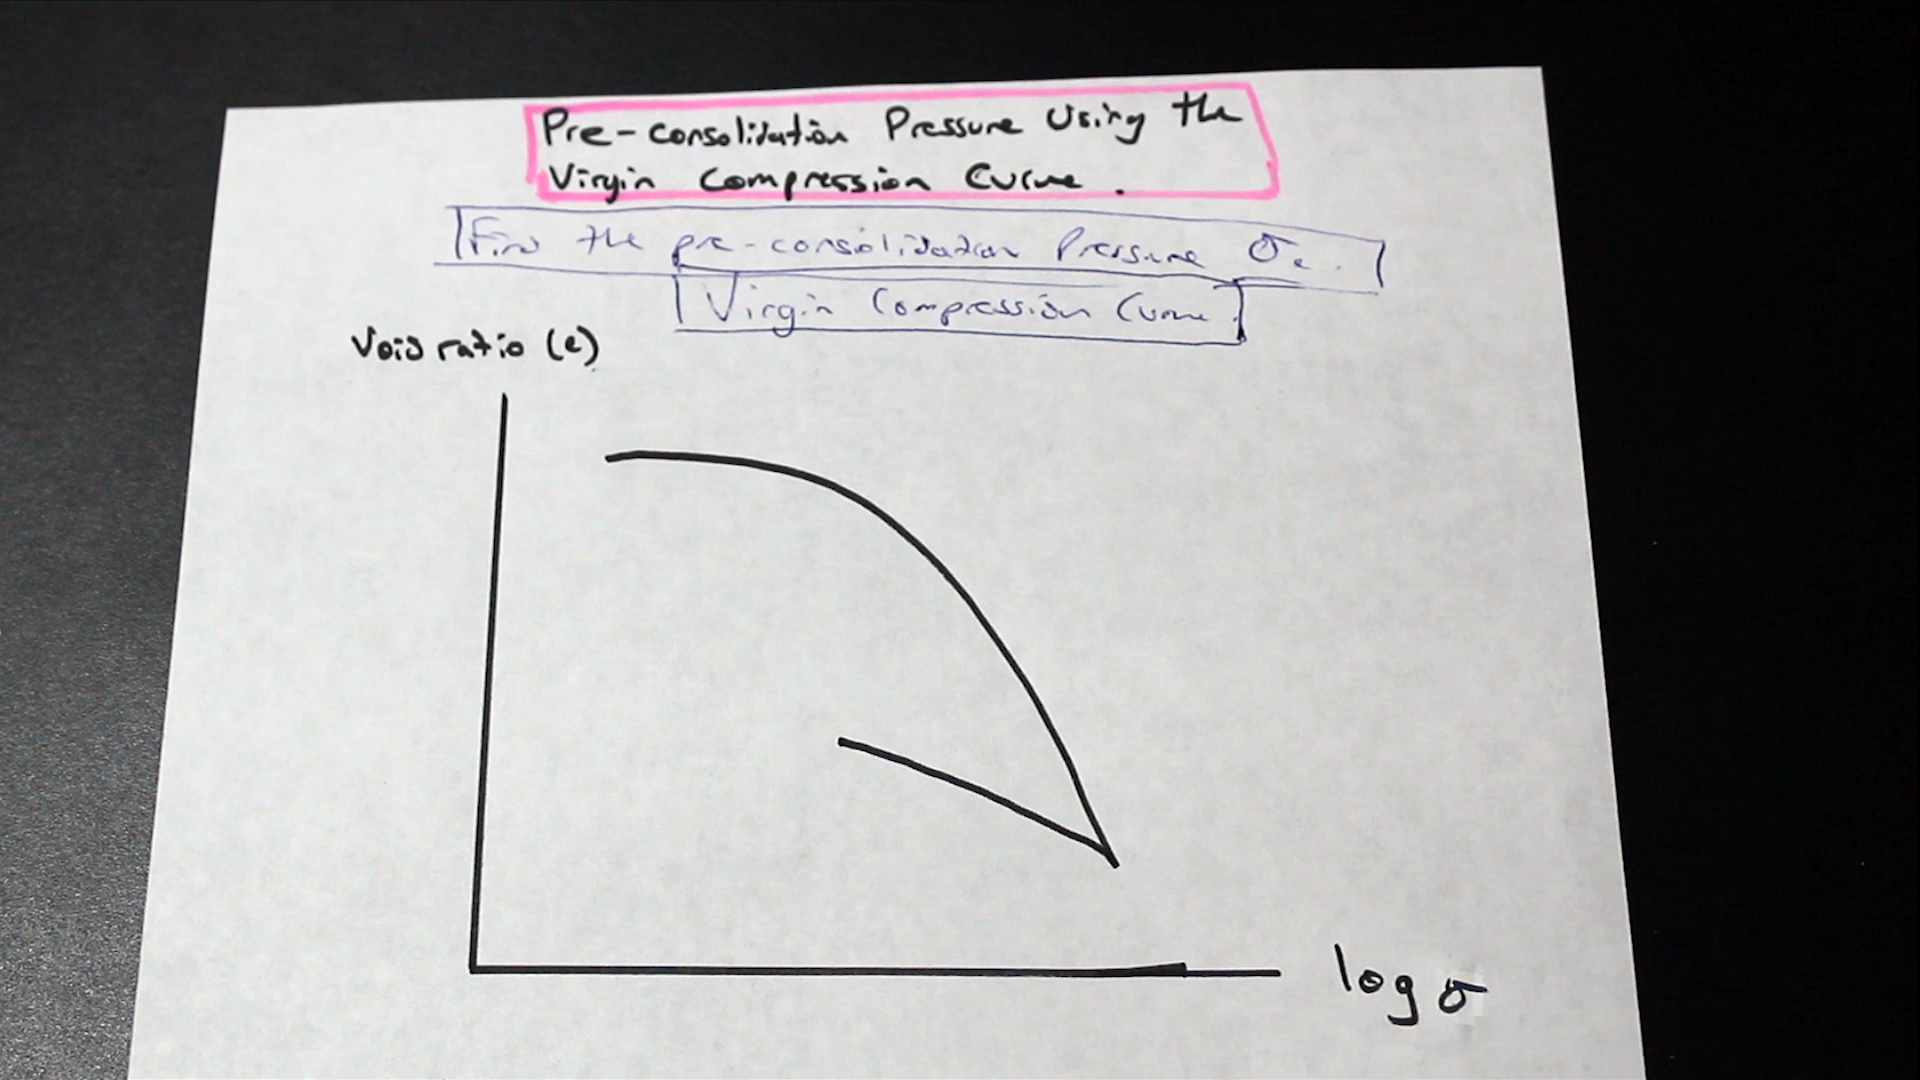 Pre-consolidation Pressure Using the
Virgin Compression Curve.
Find the pre-consolidation Pressure σc.
Virgin Compression Curve.
Void ratio (e)
log σ